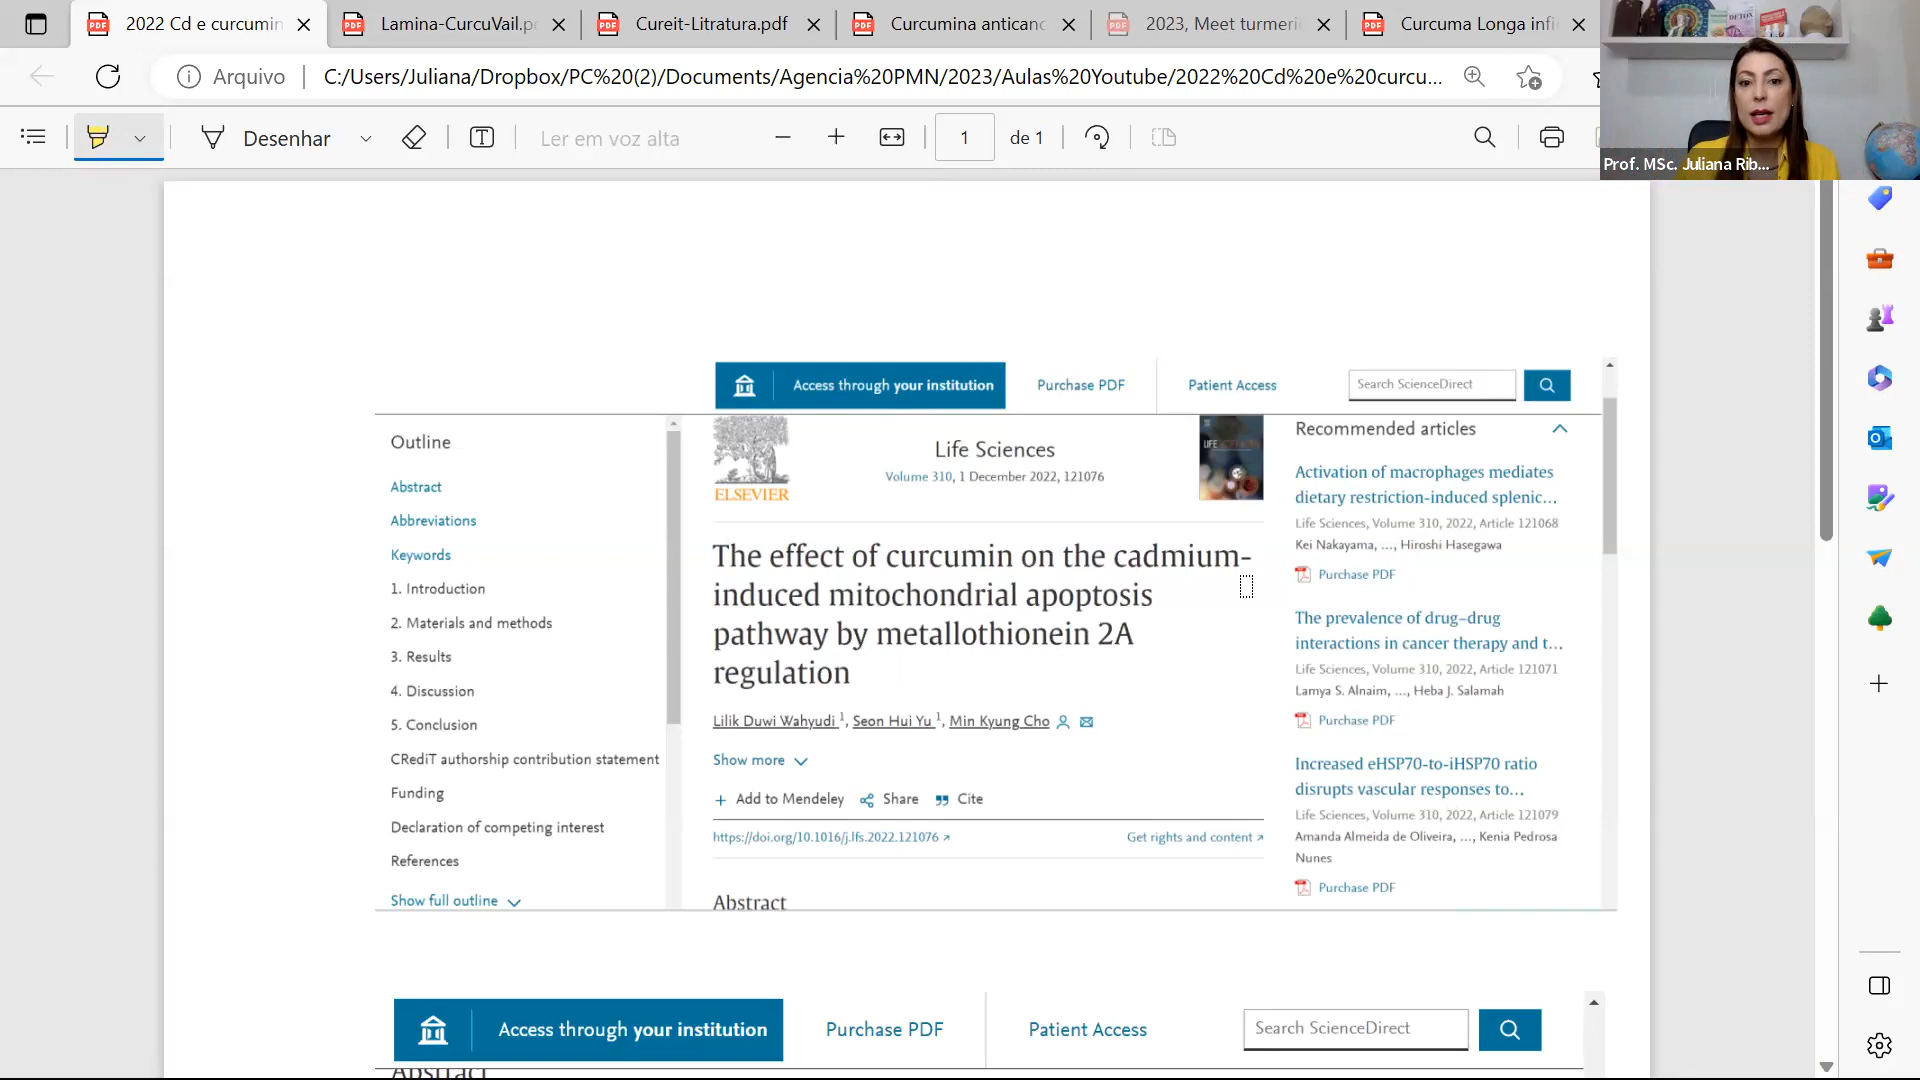 2022 Cd e curcumin
Lamina-CurcuVail.p
Cureit-Litratura.pdf
Curcumina anticanc
2023, Meet turmeri
Curcuma Longa infi
Arquivo
C:/Users/Juliana/Dropbox/PC%20(2)/Documents/Agencia%20PMN/2023/Aulas%20Youtube/2022%20Cd%20e%20curcu...
Desenhar
Ler em voz alta
1
de 1
DETOX
Prof. MSc. Juliana Rib...
Access through your institution
Purchase PDF
Patient Access
Search ScienceDirect
Outline
Abstract
Abbreviations
Keywords
1. Introduction
2. Materials and methods
3. Results
4. Discussion
5. Conclusion
CRediT authorship contribution statement
Funding
Declaration of competing interest
References
Show full outline
ELSEVIER
Life Sciences
Volume 310, 1 December 2022, 121076
The effect of curcumin on the cadmium-
induced mitochondrial apoptosis
pathway by metallothionein 2A
regulation
Lilik Duwi Wahyudi 1, Seon Hui Yu 1, Min Kyung Cho
Show more
Add to Mendeley
Share
Cite
https://doi.org/10.1016/j.lfs.2022.121076
Get rights and content
Abstract
Recommended articles
Activation of macrophages mediates
dietary restriction-induced splenic...
Life Sciences, Volume 310, 2022, Article 121068
Kei Nakayama, ..., Hiroshi Hasegawa
Purchase PDF
The prevalence of drug–drug
interactions in cancer therapy and t...
Life Sciences, Volume 310, 2022, Article 121071
Lamya S. Alnaim, ..., Heba J. Salamah
Purchase PDF
Increased eHSP70-to-iHSP70 ratio
disrupts vascular responses to...
Life Sciences, Volume 310, 2022, Article 121079
Amanda Almeida de Oliveira, ..., Kenia Pedrosa
Nunes
Purchase PDF
Access through your institution
Purchase PDF
Patient Access
Search ScienceDirect
Abstract